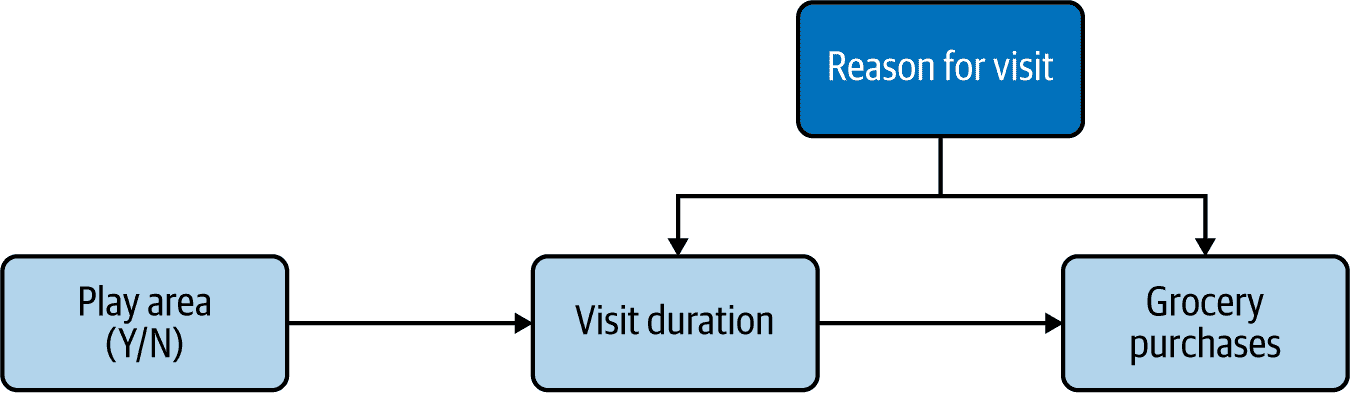 Reason for visit
Play area
(Y/N)
Visit duration
Grocery
purchases